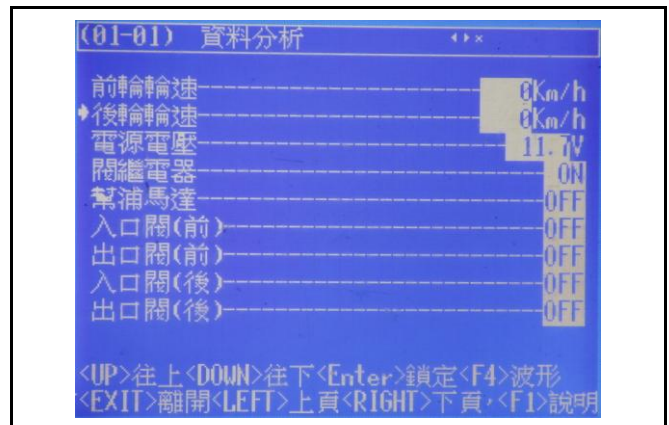 (01-01) 資料分析 ◂▸×
前輪輪速 0Km/h
➧後輪輪速 0Km/h
電源電壓 11.7V
閥繼電器 ON
幫浦馬達 OFF
入口閥(前) OFF
出口閥(前) OFF
入口閥(後) OFF
出口閥(後) OFF
<UP>往上<DOWN>往下<Enter>鎖定<F4>波形
<EXIT>離開<LEFT>上頁<RIGHT>下頁,<F1>說明